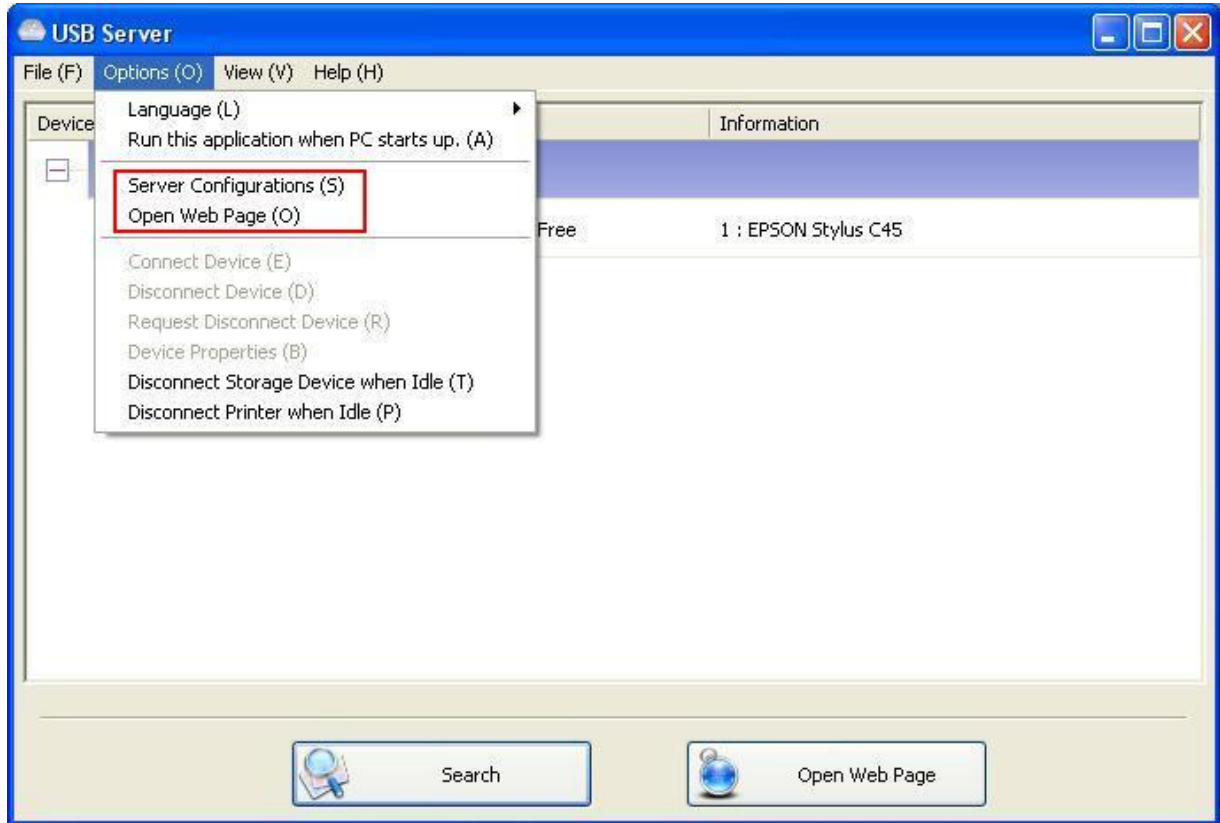 USB Server
File (F) Options (O) View (V) Help (H)
Device Information
Language (L)
Run this application when PC starts up. (A)
Server Configurations (S)
Open Web Page (O)
Free 1 : EPSON Stylus C45
Connect Device (E)
Disconnect Device (D)
Request Disconnect Device (R)
Device Properties (B)
Disconnect Storage Device when Idle (T)
Disconnect Printer when Idle (P)
Search Open Web Page